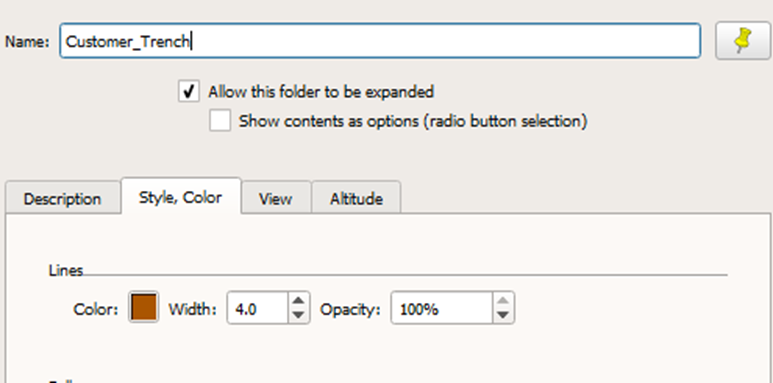 Name: Customer_Trench
Allow this folder to be expanded
Show contents as options (radio button selection)
Description Style, Color View Altitude
Lines
Color: Width: 4.0 Opacity: 100%